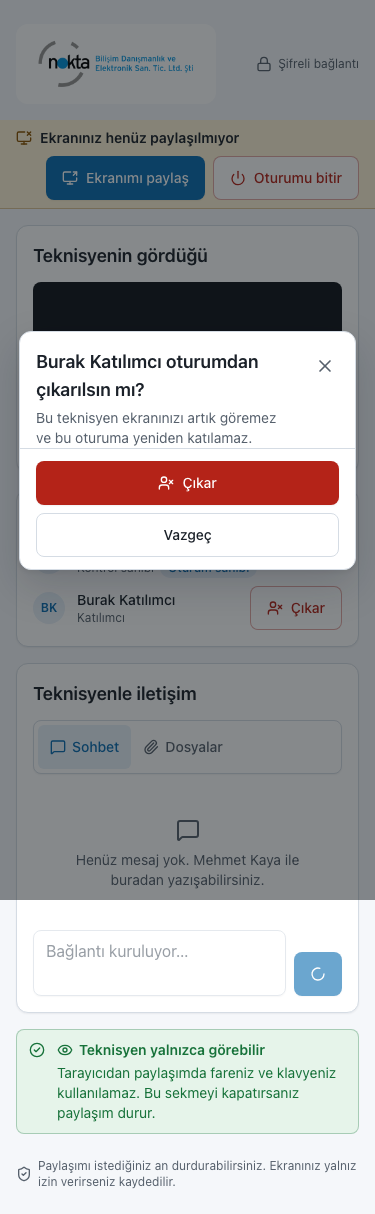 nokta Bilişim Danışmanlık ve
Elektronik San. Tic. Ltd. Şti
Şifreli bağlantı
Ekranınız henüz paylaşılmıyor
Ekranımı paylaş
Oturumu bitir
Teknisyenin gördüğü
Burak Katılımcı oturumdan
çıkarılsın mı?
Bu teknisyen ekranınızı artık göremez
ve bu oturuma yeniden katılamaz.
Çıkar
Vazgeç
BK
Burak Katılımcı
Katılımcı
Çıkar
Teknisyenle iletişim
Sohbet
Dosyalar
Henüz mesaj yok. Mehmet Kaya ile
buradan yazışabilirsiniz.
Bağlantı kuruluyor...
Teknisyen yalnızca görebilir
Tarayıcıdan paylaşımda fareniz ve klavyeniz
kullanılamaz. Bu sekmeyi kapatırsanız
paylaşım durur.
Paylaşımı istediğiniz an durdurabilirsiniz. Ekranınız yalnız
izin verirseniz kaydedilir.